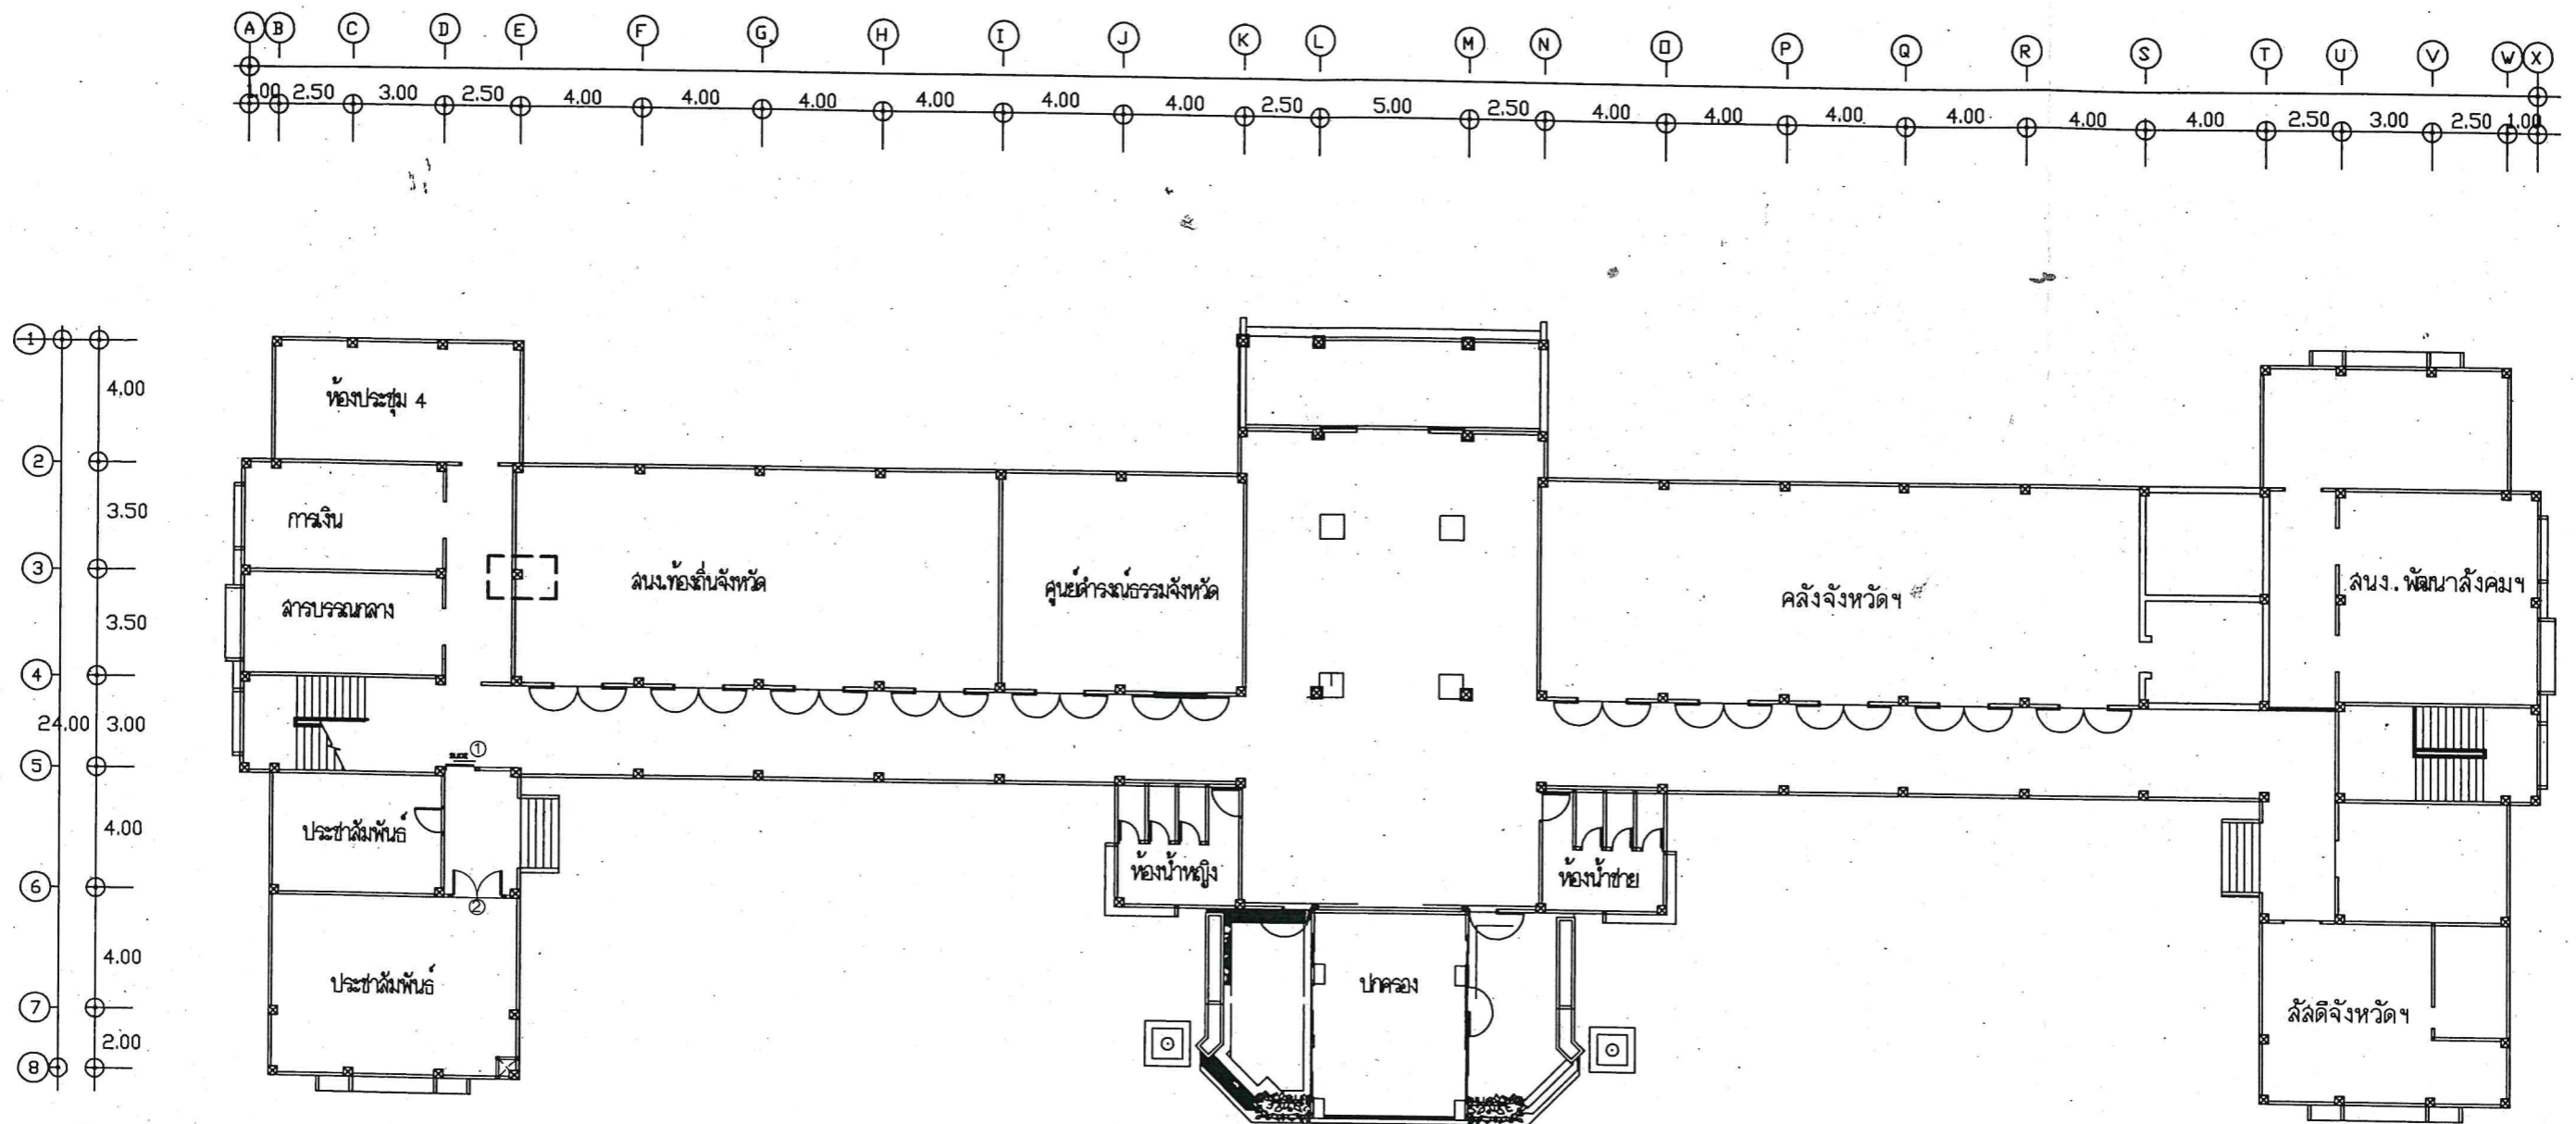 A B C D E F G H I J K L M N O P Q R S T U V W X
1.00 2.50 3.00 2.50 4.00 4.00 4.00 4.00 4.00 4.00 2.50 5.00 2.50 4.00 4.00 4.00 4.00 4.00 4.00 2.50 3.00 2.50 1.00
1
4.00
ห้องประชุม 4
2
3.50
การเงิน
3
สนง.ท้องถิ่นจังหวัด
ศูนย์ดำรงณ์ธรรมจังหวัด
คลังจังหวัดฯ
สนง.พัฒนาสังคมฯ
3.50
สารบรรณกลาง
4
24.00 3.00
5
1
4.00
ประชาสัมพันธ์
ห้องน้ำหญิง
ห้องน้ำชาย
6
2
4.00
ประชาสัมพันธ์
ปกครอง
7
สัสดีจังหวัดฯ
2.00
8